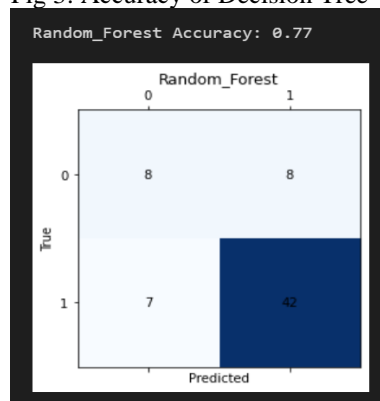 Fig 5: Accuracy of Decision Tree
Random_Forest Accuracy: 0.77
Random_Forest
0 1
0 8 8
True
1 7 42
Predicted